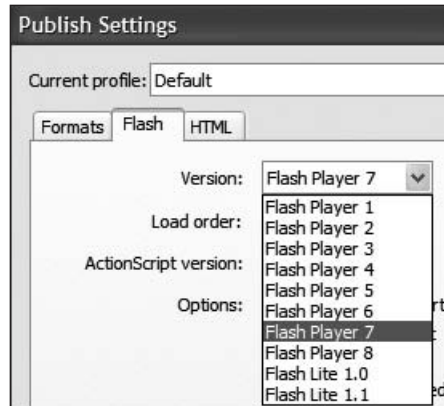 Publish Settings
Current profile: Default
Formats Flash HTML
Version: Flash Player 7
Flash Player 1
Flash Player 2
Load order:
Flash Player 3
Flash Player 4
ActionScript version:
Flash Player 5
Options:
Flash Player 6
Flash Player 7
Flash Player 8
Flash Lite 1.0
Flash Lite 1.1